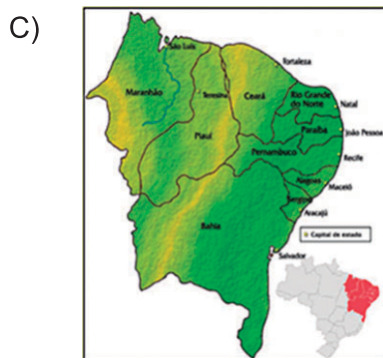 C)
São Luís
Fortaleza
Maranhão
Teresina
Ceará
Rio Grande
do Norte
Natal
Paraíba
João Pessoa
Piauí
Pernambuco
Recife
Alagoas
Maceió
Sergipe
Aracajú
Bahia
Capital de estado
Salvador